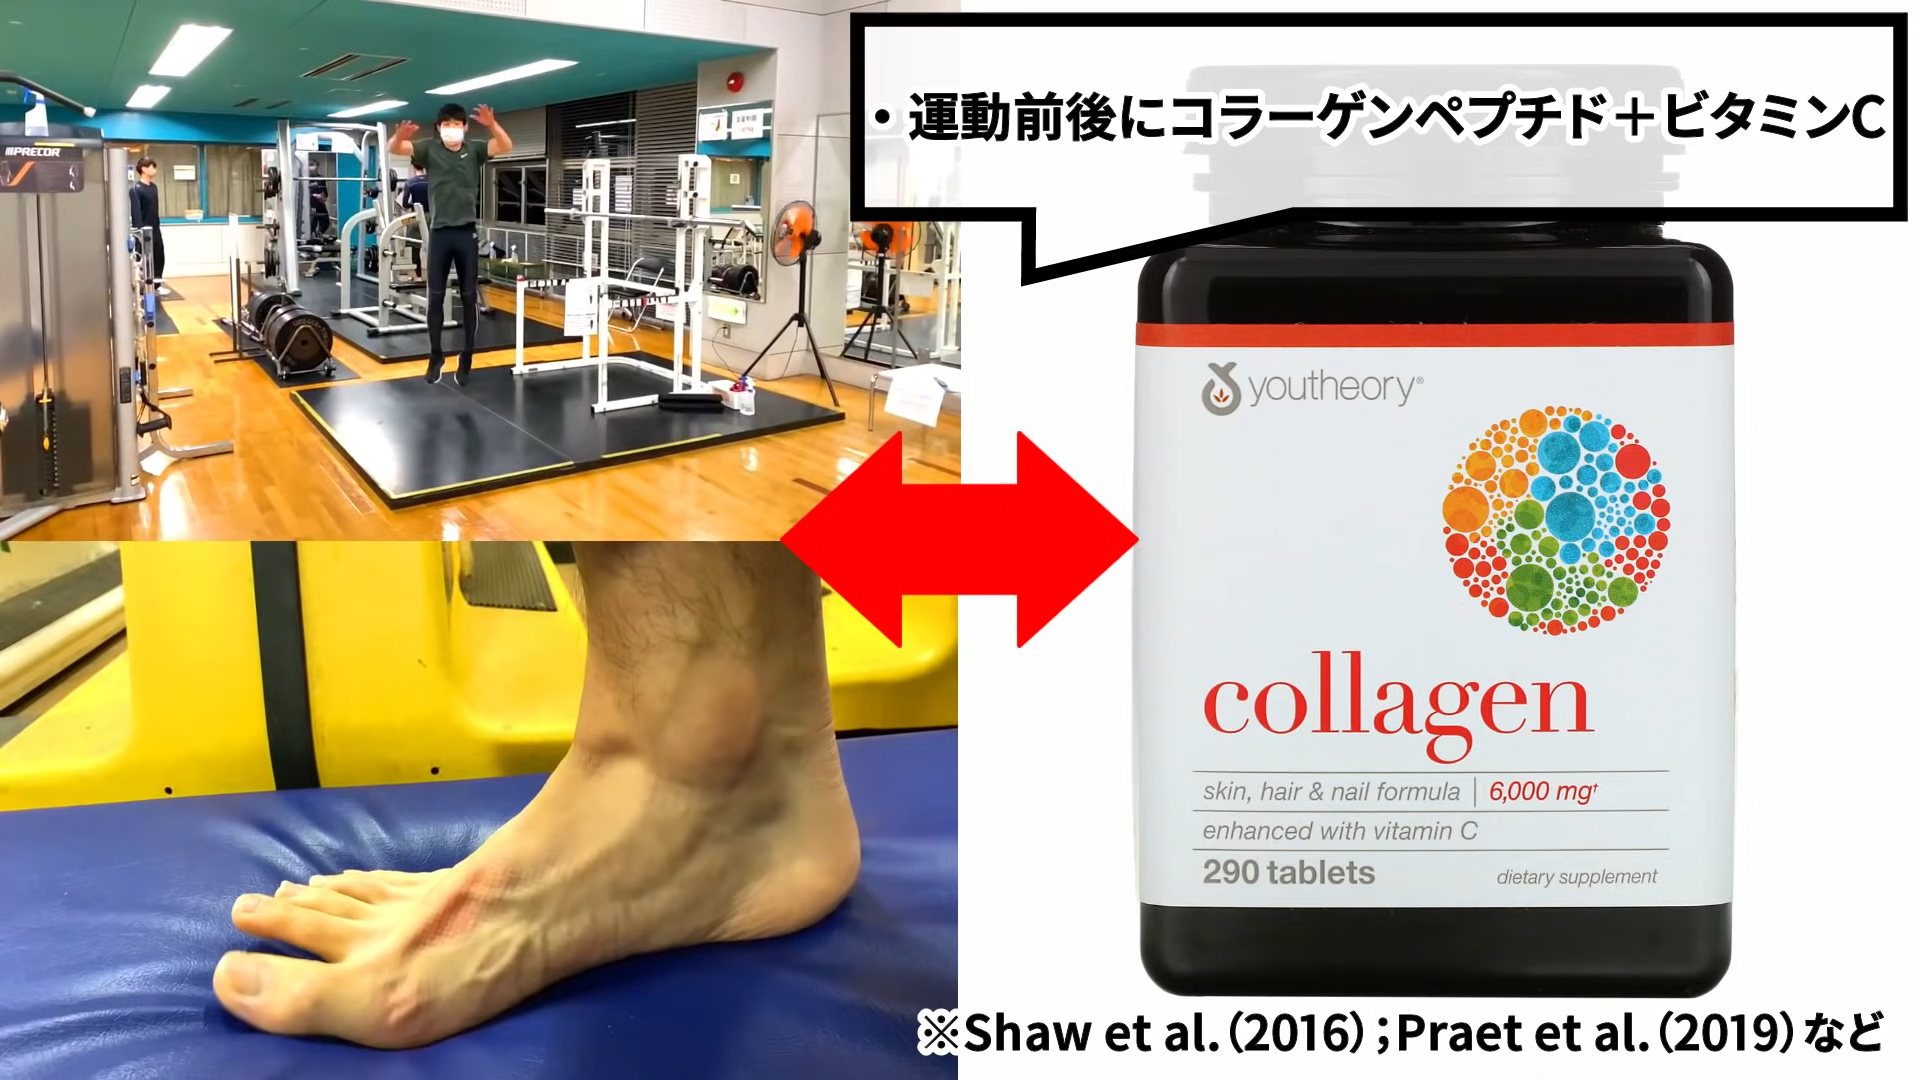 ・運動前後にコラーゲンペプチド＋ビタミンC
PRECOR
youtheory®
collagen
skin, hair & nail formula | 6,000 mg†
enhanced with vitamin C
290 tablets
dietary supplement
※Shaw et al.（2016）；Praet et al.（2019）など